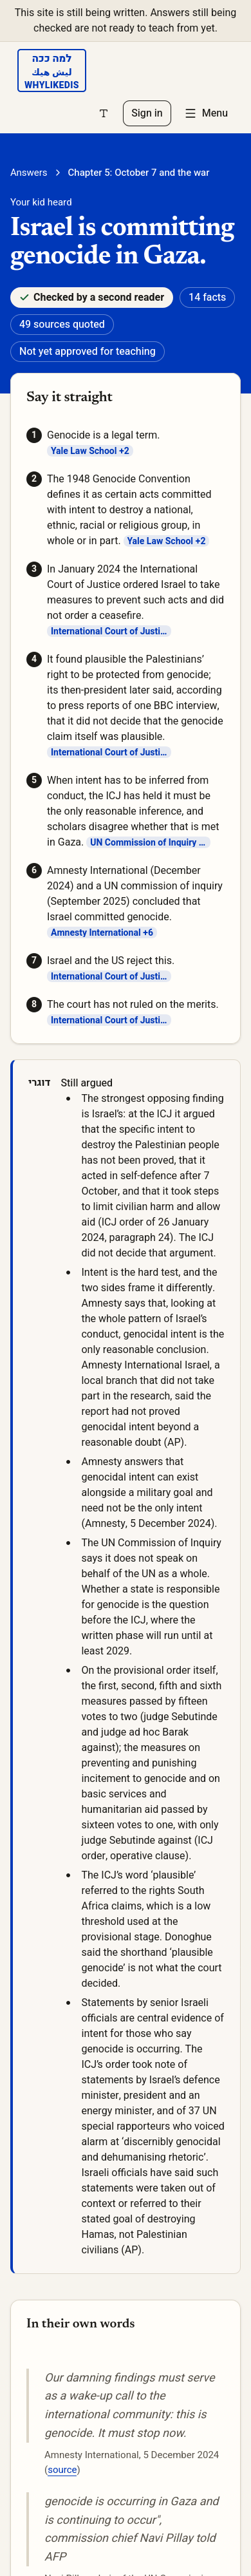 This site is still being written. Answers still being
checked are not ready to teach from yet.
למה ככה
ليش هيك
WHYLIKEDIS
Sign in
Menu
Answers
Chapter 5: October 7 and the war
Your kid heard
Israel is committing
genocide in Gaza.
Checked by a second reader
14 facts
49 sources quoted
Not yet approved for teaching
Say it straight
1 Genocide is a legal term.
Yale Law School +2
2 The 1948 Genocide Convention
defines it as certain acts committed
with intent to destroy a national,
ethnic, racial or religious group, in
whole or in part. Yale Law School +2
3 In January 2024 the International
Court of Justice ordered Israel to take
measures to prevent such acts and did
not order a ceasefire.
International Court of Justi…
4 It found plausible the Palestinians’
right to be protected from genocide;
its then-president later said, according
to press reports of one BBC interview,
that it did not decide that the genocide
claim itself was plausible.
International Court of Justi…
5 When intent has to be inferred from
conduct, the ICJ has held it must be
the only reasonable inference, and
scholars disagree whether that is met
in Gaza. UN Commission of Inquiry …
6 Amnesty International (December
2024) and a UN commission of inquiry
(September 2025) concluded that
Israel committed genocide.
Amnesty International +6
7 Israel and the US reject this.
International Court of Justi…
8 The court has not ruled on the merits.
International Court of Justi…
דוגרי Still argued
• The strongest opposing finding
is Israel’s: at the ICJ it argued
that the specific intent to
destroy the Palestinian people
has not been proved, that it
acted in self-defence after 7
October, and that it took steps
to limit civilian harm and allow
aid (ICJ order of 26 January
2024, paragraph 24). The ICJ
did not decide that argument.
• Intent is the hard test, and the
two sides frame it differently.
Amnesty says that, looking at
the whole pattern of Israel’s
conduct, genocidal intent is the
only reasonable conclusion.
Amnesty International Israel, a
local branch that did not take
part in the research, said the
report had not proved
genocidal intent beyond a
reasonable doubt (AP).
• Amnesty answers that
genocidal intent can exist
alongside a military goal and
need not be the only intent
(Amnesty, 5 December 2024).
• The UN Commission of Inquiry
says it does not speak on
behalf of the UN as a whole.
Whether a state is responsible
for genocide is the question
before the ICJ, where the
written phase will run until at
least 2029.
• On the provisional order itself,
the first, second, fifth and sixth
measures passed by fifteen
votes to two (judge Sebutinde
and judge ad hoc Barak
against); the measures on
preventing and punishing
incitement to genocide and on
basic services and
humanitarian aid passed by
sixteen votes to one, with only
judge Sebutinde against (ICJ
order, operative clause).
• The ICJ’s word ‘plausible’
referred to the rights South
Africa claims, which is a low
threshold used at the
provisional stage. Donoghue
said the shorthand ‘plausible
genocide’ is not what the court
decided.
• Statements by senior Israeli
officials are central evidence of
intent for those who say
genocide is occurring. The
ICJ’s order took note of
statements by Israel’s defence
minister, president and an
energy minister, and of 37 UN
special rapporteurs who voiced
alarm at ‘discernibly genocidal
and dehumanising rhetoric’.
Israeli officials have said such
statements were taken out of
context or referred to their
stated goal of destroying
Hamas, not Palestinian
civilians (AP).
In their own words
Our damning findings must serve
as a wake-up call to the
international community: this is
genocide. It must stop now.
Amnesty International, 5 December 2024
(source)
genocide is occurring in Gaza and
is continuing to occur",
commission chief Navi Pillay told
AFP